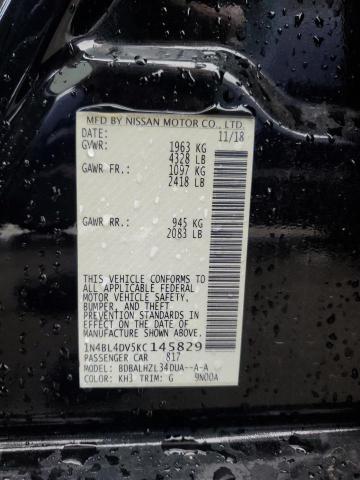 MFD BY NISSAN MOTOR CO., LTD.
DATE: 11/18
GVWR: 1963 KG
4328 LB
GAWR FR: 1097 KG
2418 LB
GAWR RR: 945 KG
2083 LB
THIS VEHICLE CONFORMS TO
ALL APPLICABLE U.S. FEDERAL
MOTOR VEHICLE SAFETY,
BUMPER, AND THEFT
PREVENTION STANDARDS IN
EFFECT ON THE DATE OF
MANUFACTURE SHOWN ABOVE.
1N4BL4DV5KC145829
PASSENGER CAR 817
MODEL: BDBALHZL34DUA--A-A
COLOR: KH3 TRIM: G 9N00A